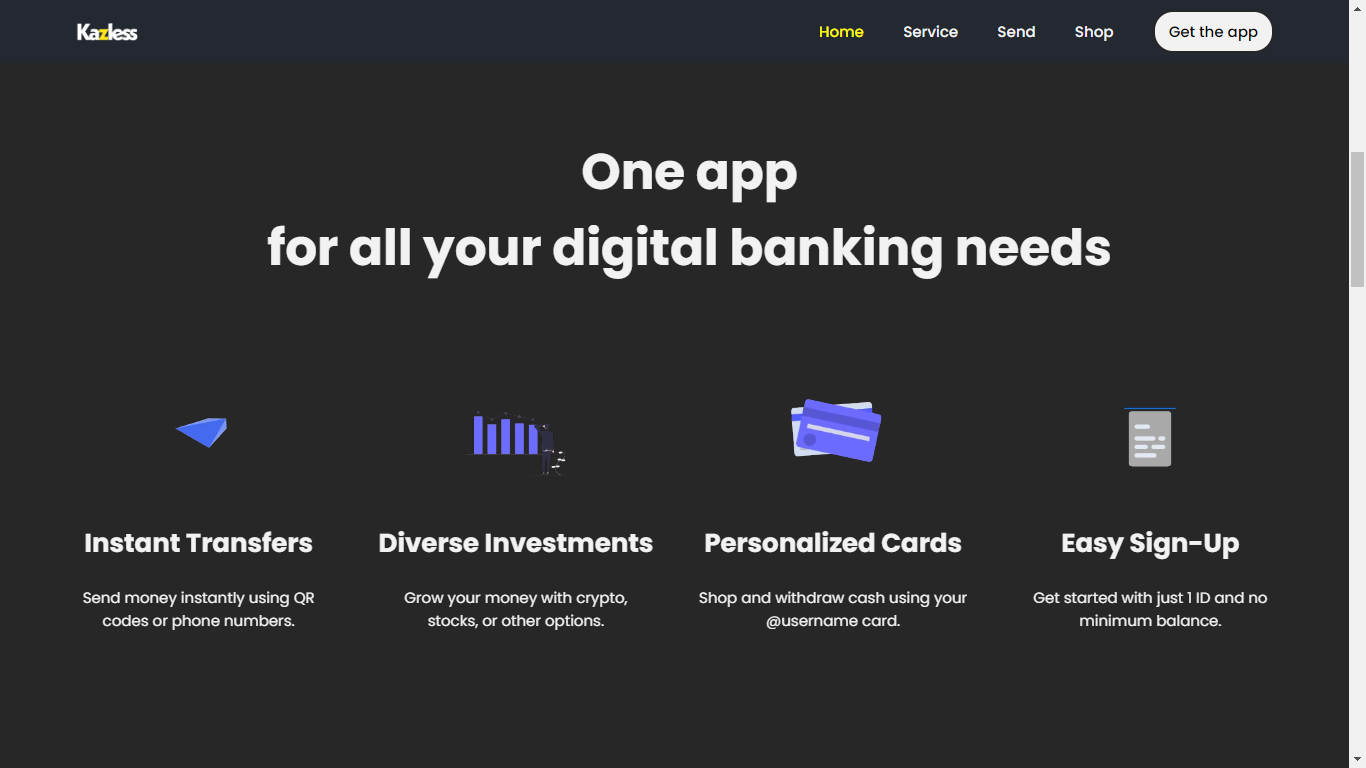 Kazless
Home
Service
Send
Shop
Get the app
One app
for all your digital banking needs
Instant Transfers
Send money instantly using QR
codes or phone numbers.
Diverse Investments
Grow your money with crypto,
stocks, or other options.
Personalized Cards
Shop and withdraw cash using your
@username card.
Easy Sign-Up
Get started with just 1 ID and no
minimum balance.